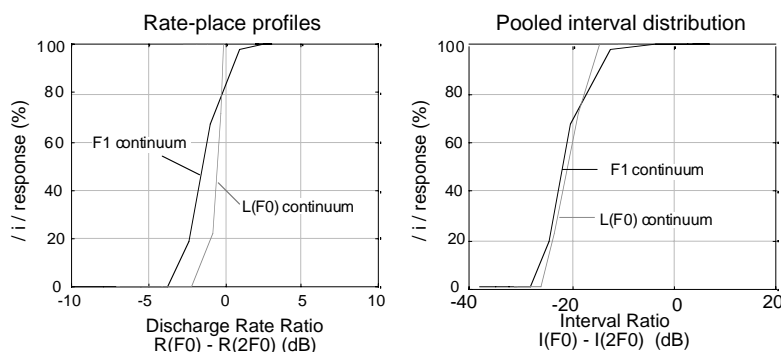 Rate-place profiles
100
80
60
40
20
0
/ i / response (%)
F1 continuum
L(F0) continuum
-10
-5
0
5
10
Discharge Rate Ratio
R(F0) - R(2F0) (dB)
Pooled interval distribution
100
80
60
40
20
0
/ i / response (%)
F1 continuum
L(F0) continuum
-40
-20
0
20
Interval Ratio
I(F0) - I(2F0) (dB)